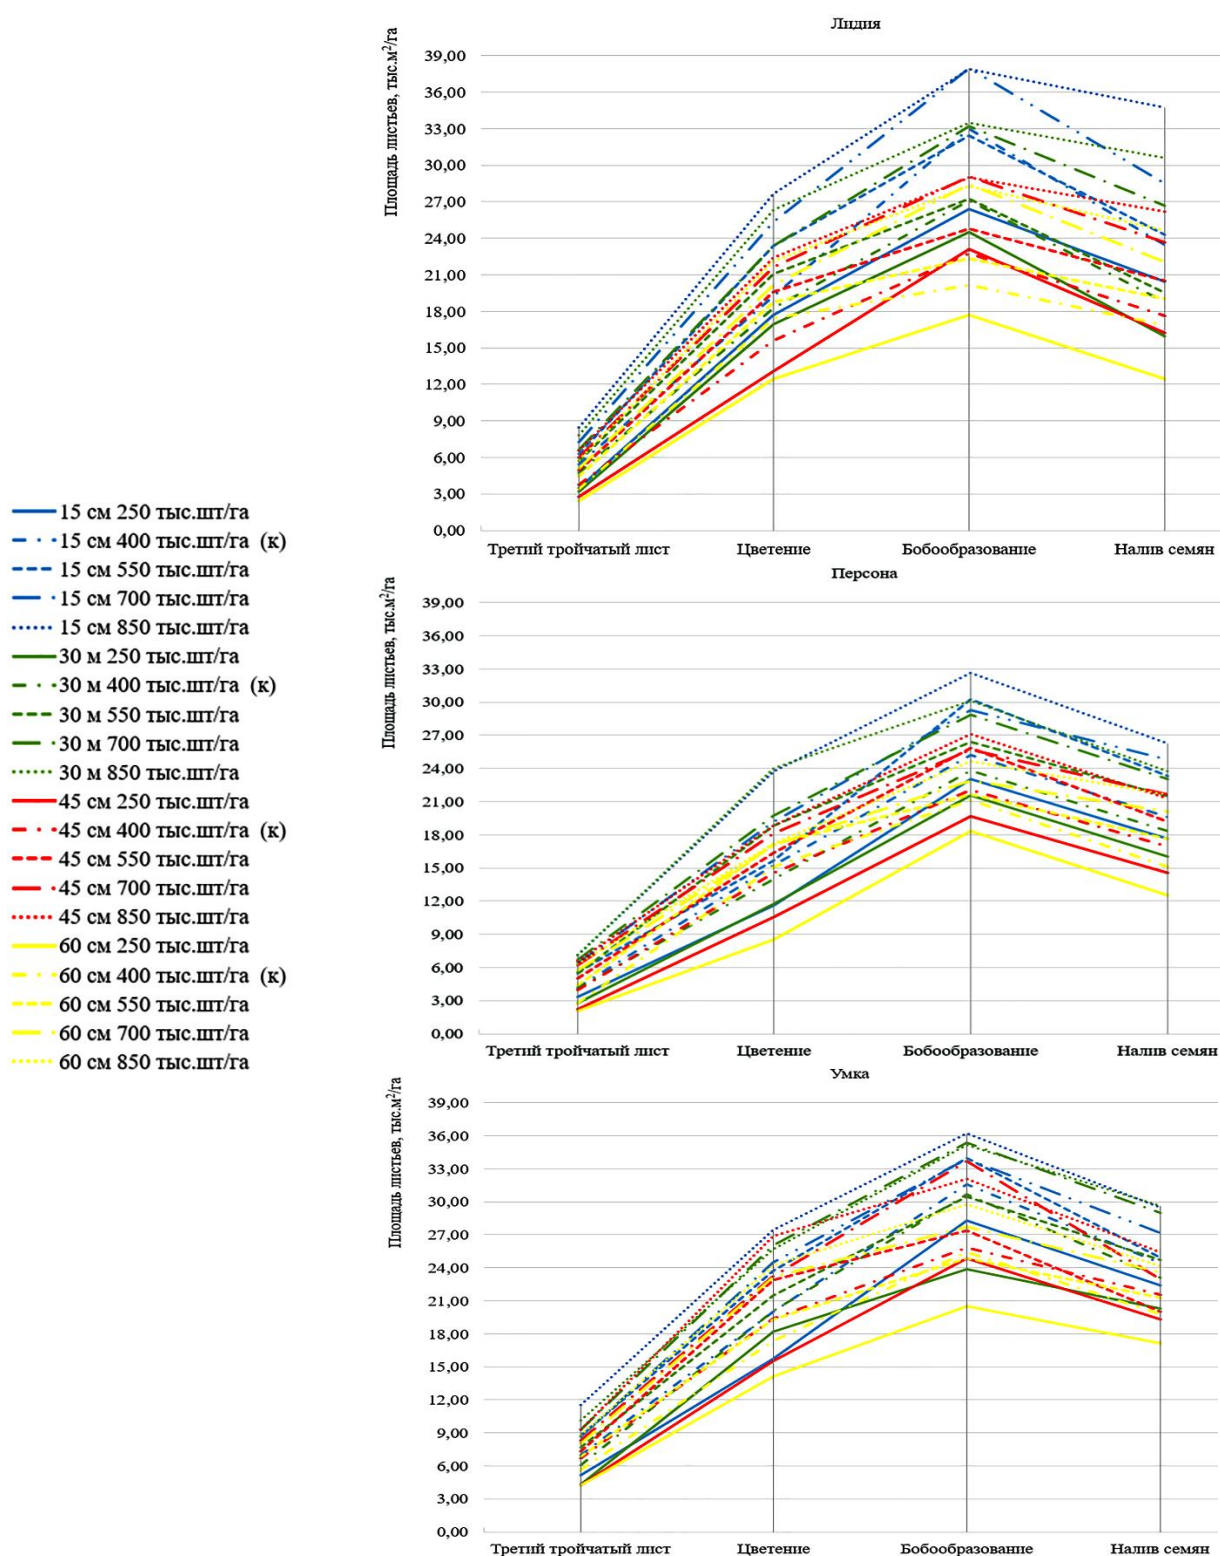 15 см 250 тыс.шт/га
15 см 400 тыс.шт/га (к)
15 см 550 тыс.шт/га
15 см 700 тыс.шт/га
15 см 850 тыс.шт/га
30 м 250 тыс.шт/га
30 м 400 тыс.шт/га (к)
30 м 550 тыс.шт/га
30 м 700 тыс.шт/га
30 м 850 тыс.шт/га
45 см 250 тыс.шт/га
45 см 400 тыс.шт/га (к)
45 см 550 тыс.шт/га
45 см 700 тыс.шт/га
45 см 850 тыс.шт/га
60 см 250 тыс.шт/га
60 см 400 тыс.шт/га (к)
60 см 550 тыс.шт/га
60 см 700 тыс.шт/га
60 см 850 тыс.шт/га
Лидия
Площадь листьев, тыс.м²/га
39,00
36,00
33,00
30,00
27,00
24,00
21,00
18,00
15,00
12,00
9,00
6,00
3,00
0,00
Третий тройчатый лист Цветение Бобообразование Налив семян
Персона
Площадь листьев, тыс.м²/га
39,00
36,00
33,00
30,00
27,00
24,00
21,00
18,00
15,00
12,00
9,00
6,00
3,00
0,00
Третий тройчатый лист Цветение Бобообразование Налив семян
Умка
Площадь листьев, тыс.м²/га
39,00
36,00
33,00
30,00
27,00
24,00
21,00
18,00
15,00
12,00
9,00
6,00
3,00
0,00
Третий тройчатый лист Цветение Бобообразование Налив семян